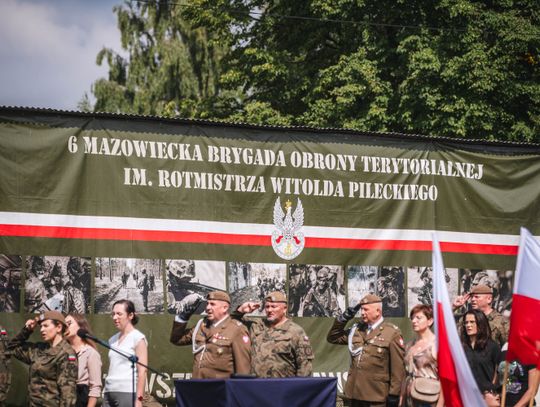 6 MAZOWIECKA BRYGADA OBRONY TERYTORIALNEJ
IM. ROTMISTRZA WITOLDA PILECKIEGO